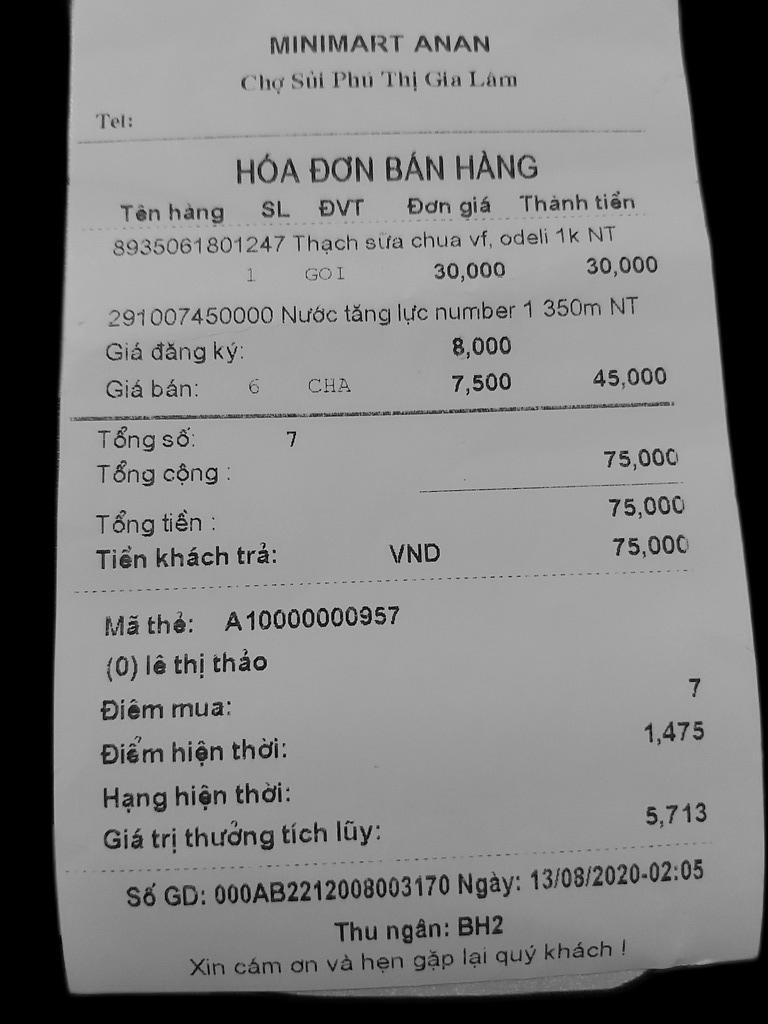 MINIMART ANAN
Chợ Sủi Phú Thị Gia Lâm
Tel:
HÓA ĐƠN BÁN HÀNG
Tên hàng SL ĐVT Đơn giá Thành tiền
8935061801247 Thạch sữa chua vf, odeli 1k NT
1 GOI 30,000 30,000
291007450000 Nước tăng lực number 1 350m NT
Giá đăng ký: 8,000
Giá bán: 6 CHA 7,500 45,000
Tổng số: 7
Tổng cộng : 75,000
Tổng tiền : 75,000
Tiền khách trả: VND 75,000
Mã thẻ: A10000000957
(0) lê thị thảo
Điểm mua: 7
Điểm hiện thời: 1,475
Hạng hiện thời:
Giá trị thưởng tích lũy: 5,713
Số GD: 000AB2212008003170 Ngày: 13/08/2020-02:05
Thu ngân: BH2
Xin cám ơn và hẹn gặp lại quý khách !